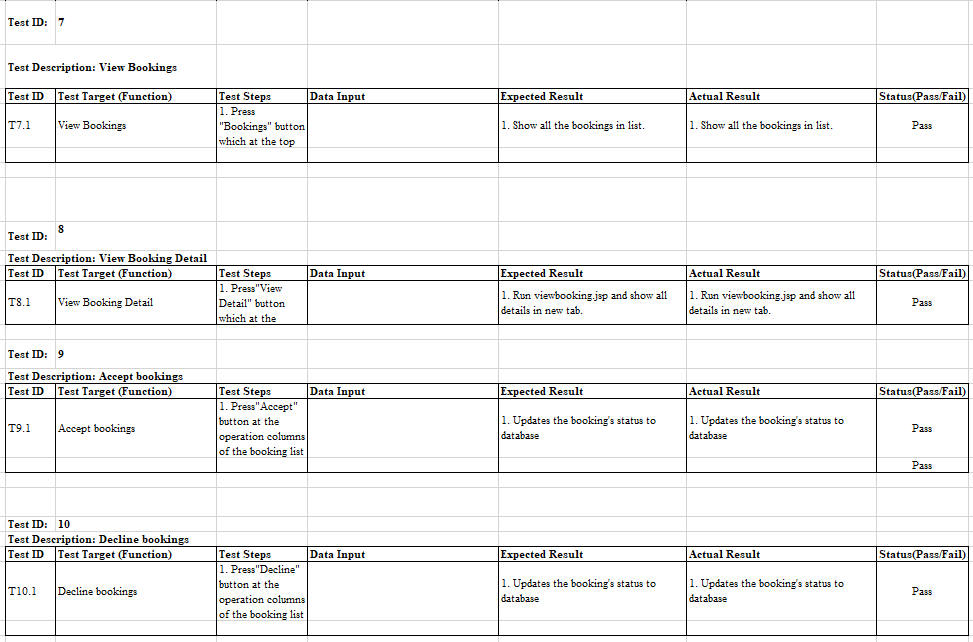 Test ID: 7
Test Description: View Bookings
Test ID Test Target (Function) Test Steps Data Input Expected Result Actual Result Status(Pass/Fail)
T7.1 View Bookings 1. Press "Bookings" button which at the top 1. Show all the bookings in list. 1. Show all the bookings in list. Pass
Test ID: 8
Test Description: View Booking Detail
Test ID Test Target (Function) Test Steps Data Input Expected Result Actual Result Status(Pass/Fail)
T8.1 View Booking Detail 1. Press"View Detail" button which at the 1. Run viewbooking.jsp and show all details in new tab. 1. Run viewbooking.jsp and show all details in new tab. Pass
Test ID: 9
Test Description: Accept bookings
Test ID Test Target (Function) Test Steps Data Input Expected Result Actual Result Status(Pass/Fail)
T9.1 Accept bookings 1. Press"Accept" button at the operation columns of the booking list 1. Updates the booking's status to database 1. Updates the booking's status to database Pass
Pass
Test ID: 10
Test Description: Decline bookings
Test ID Test Target (Function) Test Steps Data Input Expected Result Actual Result Status(Pass/Fail)
T10.1 Decline bookings 1. Press"Decline" button at the operation columns of the booking list 1. Updates the booking's status to database 1. Updates the booking's status to database Pass